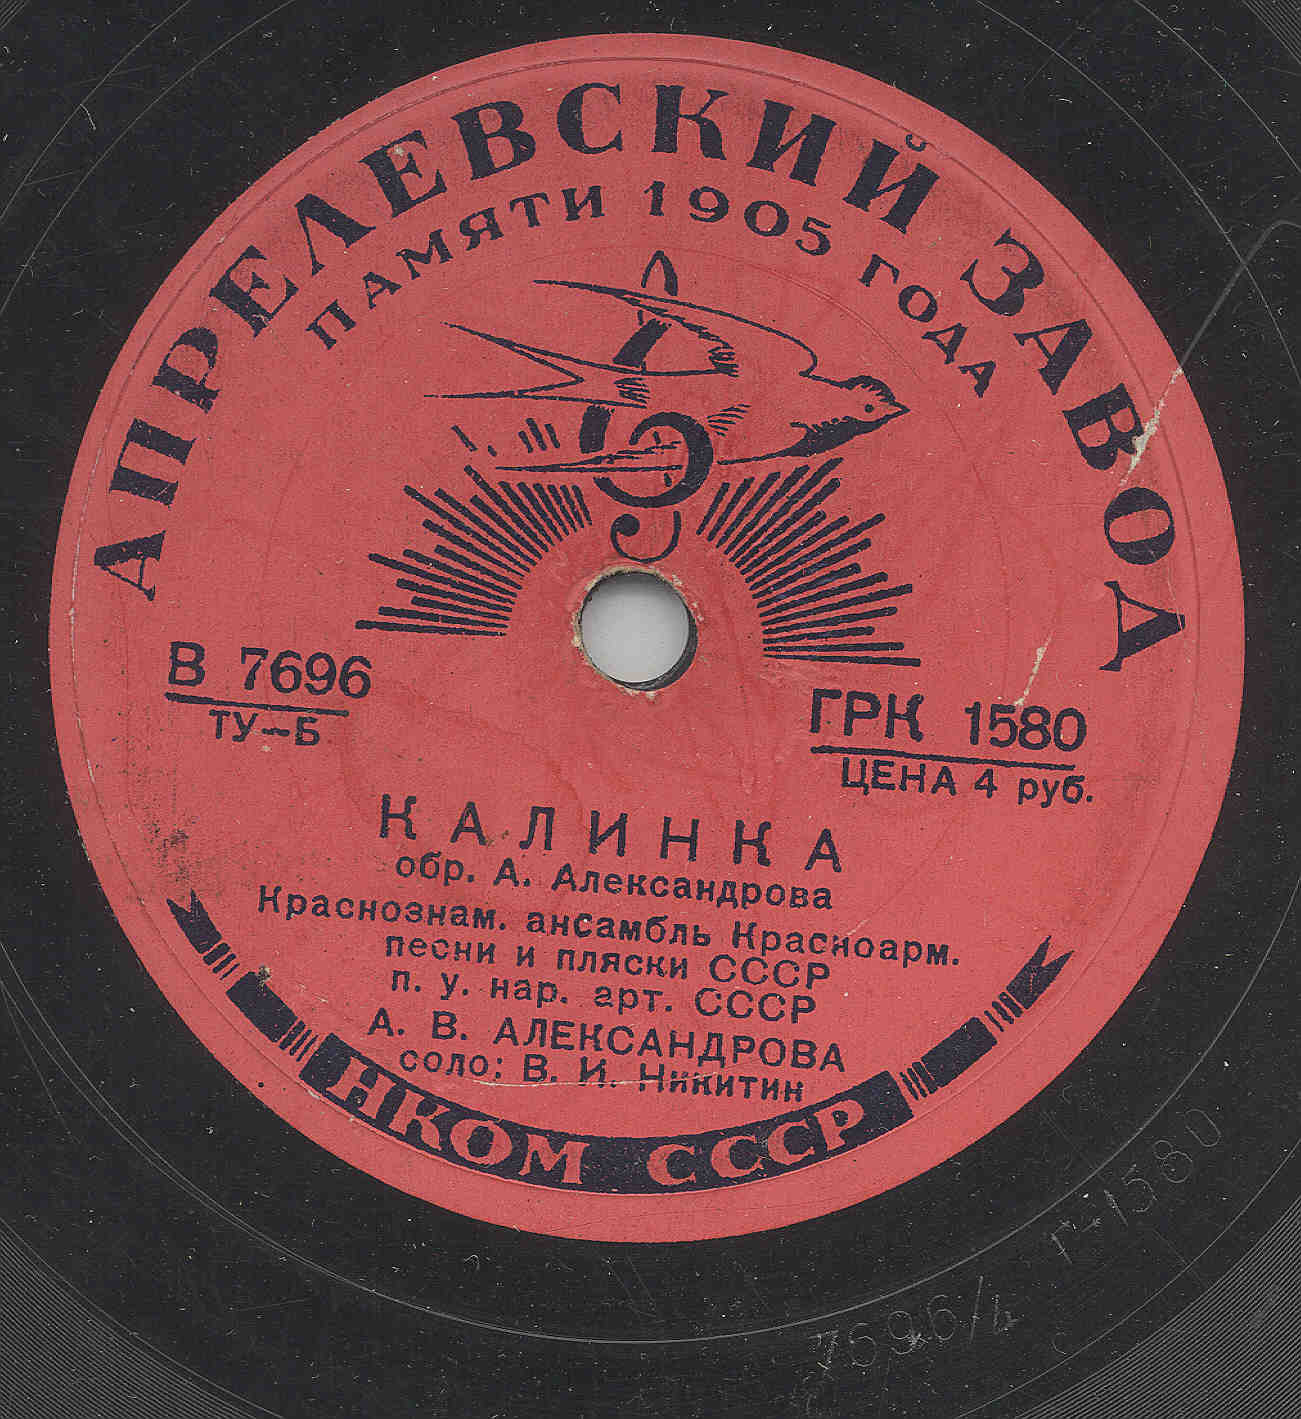 АПРЕЛЕВСКИЙ ЗАВОД
ПАМЯТИ 1905 ГОДА
В 7696
ТУ—Б
ГРК 1580
ЦЕНА 4 руб.
КАЛИНКА
обр. А. Александрова
Краснознам. ансамбль Красноарм.
песни и пляски СССР
п. у. нар. арт. СССР
А. В. АЛЕКСАНДРОВА
соло: В. И. Никитин
НКОМ СССР
Г-1580
7696/4